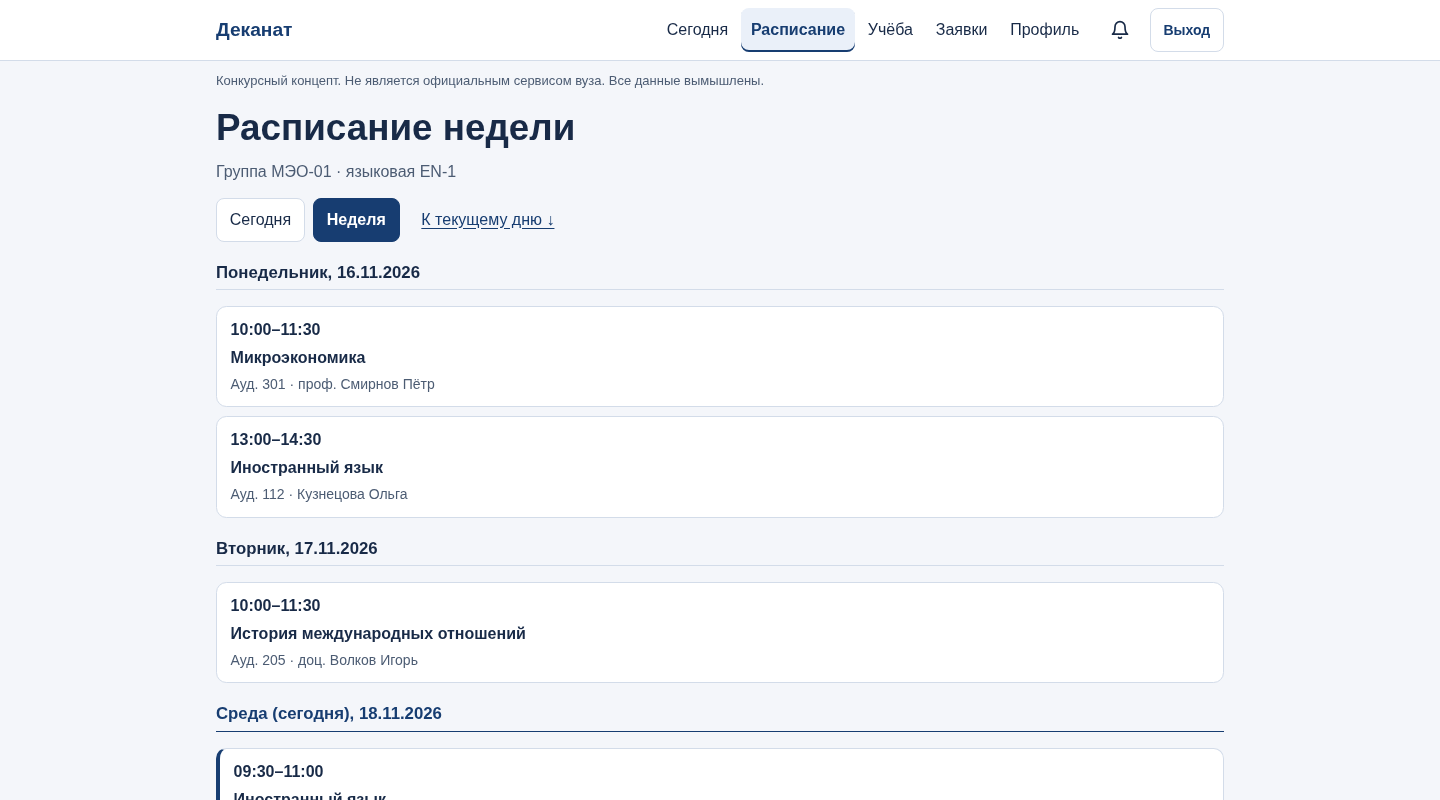 Деканат
Сегодня Расписание Учёба Заявки Профиль Выход
Конкурсный концепт. Не является официальным сервисом вуза. Все данные вымышлены.
Расписание недели
Группа МЭО-01 · языковая EN-1
Сегодня Неделя К текущему дню ↓
Понедельник, 16.11.2026
10:00–11:30
Микроэкономика
Ауд. 301 · проф. Смирнов Пётр
13:00–14:30
Иностранный язык
Ауд. 112 · Кузнецова Ольга
Вторник, 17.11.2026
10:00–11:30
История международных отношений
Ауд. 205 · доц. Волков Игорь
Среда (сегодня), 18.11.2026
09:30–11:00
Иностранный язык